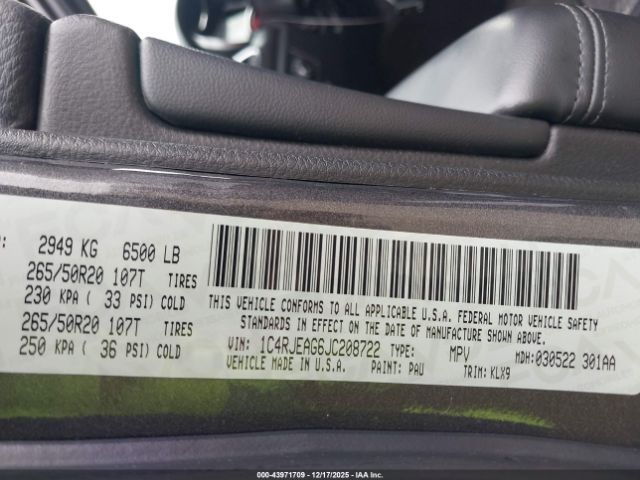 2949 KG 6500 LB
265/50R20 107T TIRES
230 KPA ( 33 PSI) COLD
265/50R20 107T TIRES
250 KPA ( 36 PSI) COLD
THIS VEHICLE CONFORMS TO ALL APPLICABLE U.S.A. FEDERAL MOTOR VEHICLE SAFETY
STANDARDS IN EFFECT ON THE DATE OF MANUFACTURE SHOWN ABOVE.
VIN: 1C4RJEAG6JC208722 TYPE: MPV MDH: 030522 301AA
VEHICLE MADE IN U.S.A. PAINT: PAU TRIM: KLX9
© 43971709 | 12/17/2025 | IAA Inc.